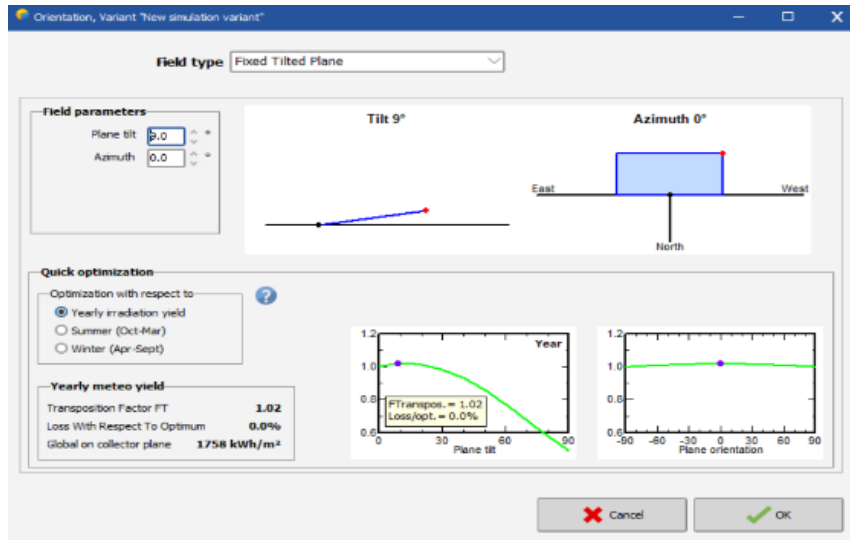 Orientation, Variant "New simulation variant"
Field type Fixed Tilted Plane
Field parameters
Plane tilt 9.0 °
Azimuth 0.0 °
Tilt 9°
Azimuth 0°
East West
North
Quick optimization
Optimization with respect to
Yearly irradiation yield
Summer (Oct-Mar)
Winter (Apr-Sept)
?
Yearly meteo yield
Transposition Factor FT 1.02
Loss With Respect To Optimum 0.0%
Global on collector plane 1758 kWh/m²
Year
1.2
1.0
0.8
0.6
FTranspos. = 1.02
Loss/opt. = 0.0%
0 30 60 90
Plane tilt
1.2
1.0
0.8
0.6
-90 -60 -30 0 30 60 90
Plane orientation
Cancel
OK